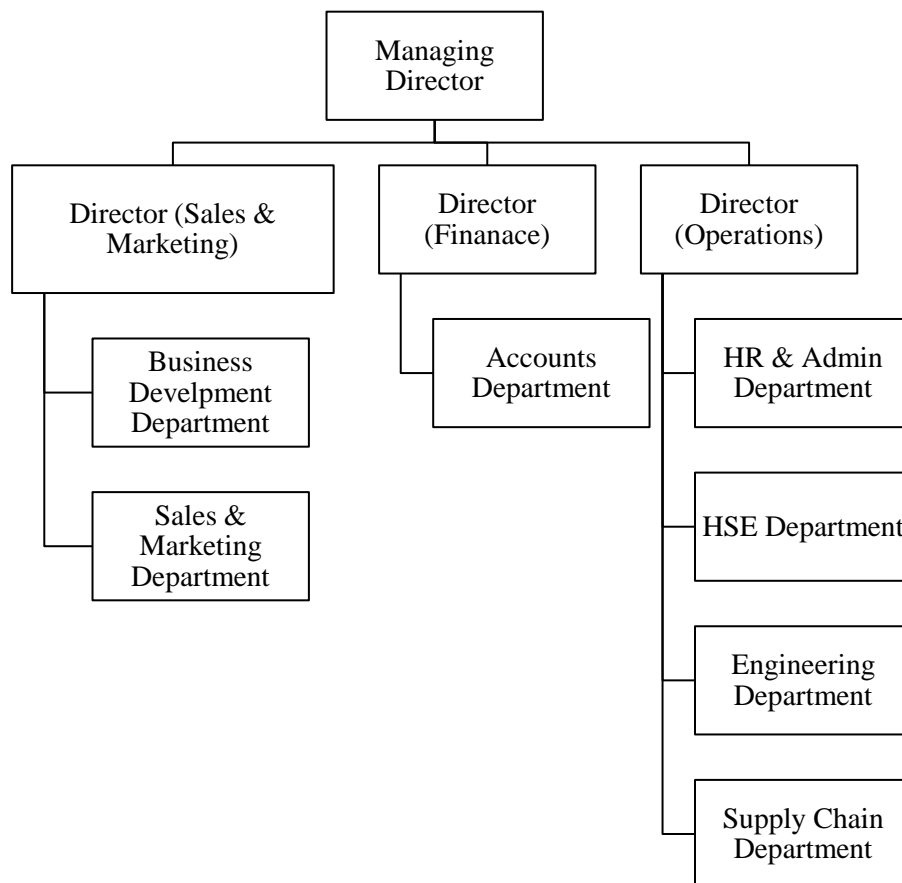 Managing
Director
Director (Sales &
Marketing)
Director
(Finanace)
Director
(Operations)
Business
Develpment
Department
Sales &
Marketing
Department
Accounts
Department
HR & Admin
Department
HSE Department
Engineering
Department
Supply Chain
Department